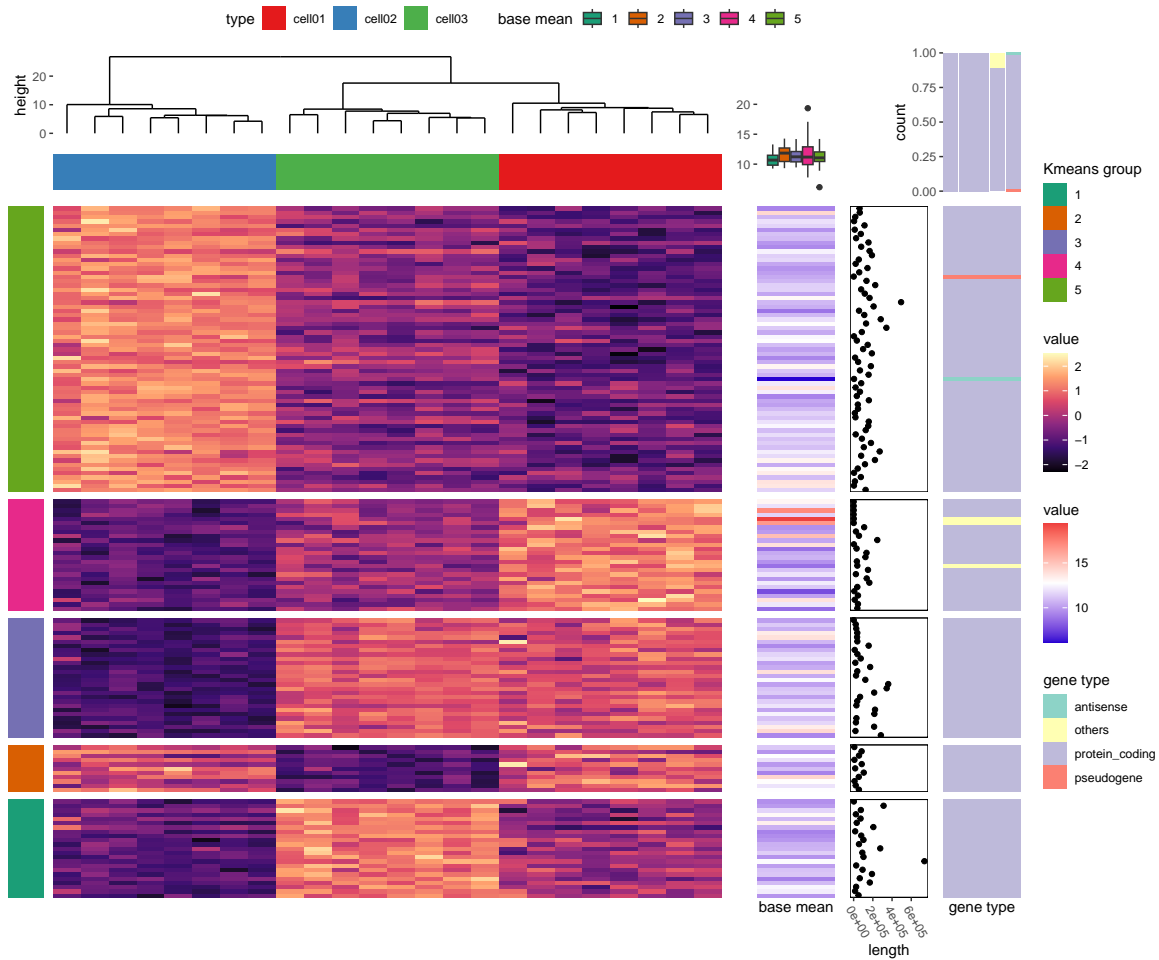 type cell01 cell02 cell03 base mean 1 2 3 4 5
height
20
10
0
20
15
10
count
1.00
0.75
0.50
0.25
0.00
Kmeans group
1
2
3
4
5
value
2
1
0
−1
−2
value
15
10
gene type
antisense
others
protein_coding
pseudogene
base mean
0e+00
2e+05
4e+05
6e+05
length
gene type